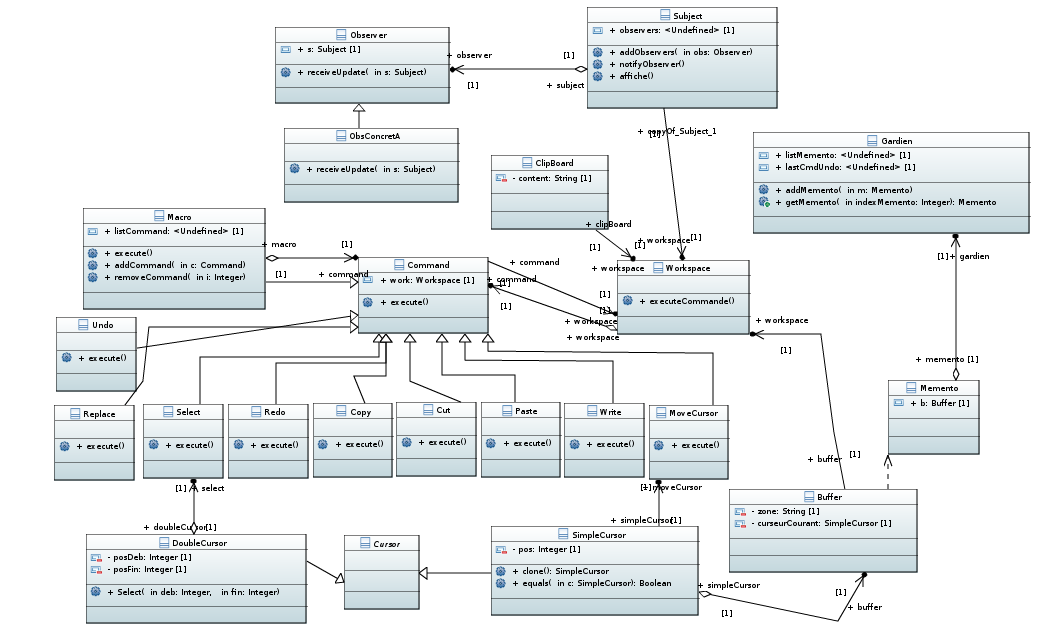 Subject
+ observers: <Undefined> [1]
+ addObservers( in obs: Observer)
+ notifyObserver()
+ affiche()
Observer
+ s: Subject [1]
+ receiveUpdate( in s: Subject)
+ observer
[1]
[1]
+ subject
ObsConcretA
+ receiveUpdate( in s: Subject)
+ copyOf_Subject_1
[1]
Gardien
+ listMemento: <Undefined> [1]
+ lastCmdUndo: <Undefined> [1]
+ addMemento( in m: Memento)
+ getMemento( in indexMemento: Integer): Memento
ClipBoard
- content: String [1]
+ clipBoard
[1]
[1]
+ workspace
[1]
Macro
+ listCommand: <Undefined> [1]
+ execute()
+ addCommand( in c: Command)
+ removeCommand( in i: Integer)
+ macro
[1]
[1]
+ command
Command
+ work: Workspace [1]
+ execute()
+ command
+ command
[1]
[1]
+ workspace
[1]
[1]
+ workspace
+ workspace
Workspace
+ executeCommande()
[1]
+ gardien
+ workspace
[1]
+ memento
[1]
Undo
+ execute()
Memento
+ b: Buffer [1]
Replace
+ execute()
Select
+ execute()
Redo
+ execute()
Copy
+ execute()
Cut
+ execute()
Paste
+ execute()
Write
+ execute()
MoveCursor
+ execute()
+ buffer
[1]
[1]
+ select
[1]
+ moveCursor
Buffer
- zone: String [1]
- curseurCourant: SimpleCursor [1]
+ doubleCursor
[1]
+ simpleCursor
[1]
DoubleCursor
- posDeb: Integer [1]
- posFin: Integer [1]
+ Select( in deb: Integer, in fin: Integer)
Cursor
SimpleCursor
- pos: Integer [1]
+ clone(): SimpleCursor
+ equals( in c: SimpleCursor): Boolean
+ simpleCursor
[1]
[1]
+ buffer